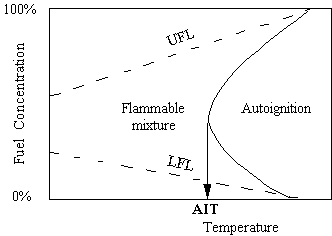 100%
UFL
Fuel Concentration
Flammable
mixture
Autoignition
LFL
0%
AIT
Temperature